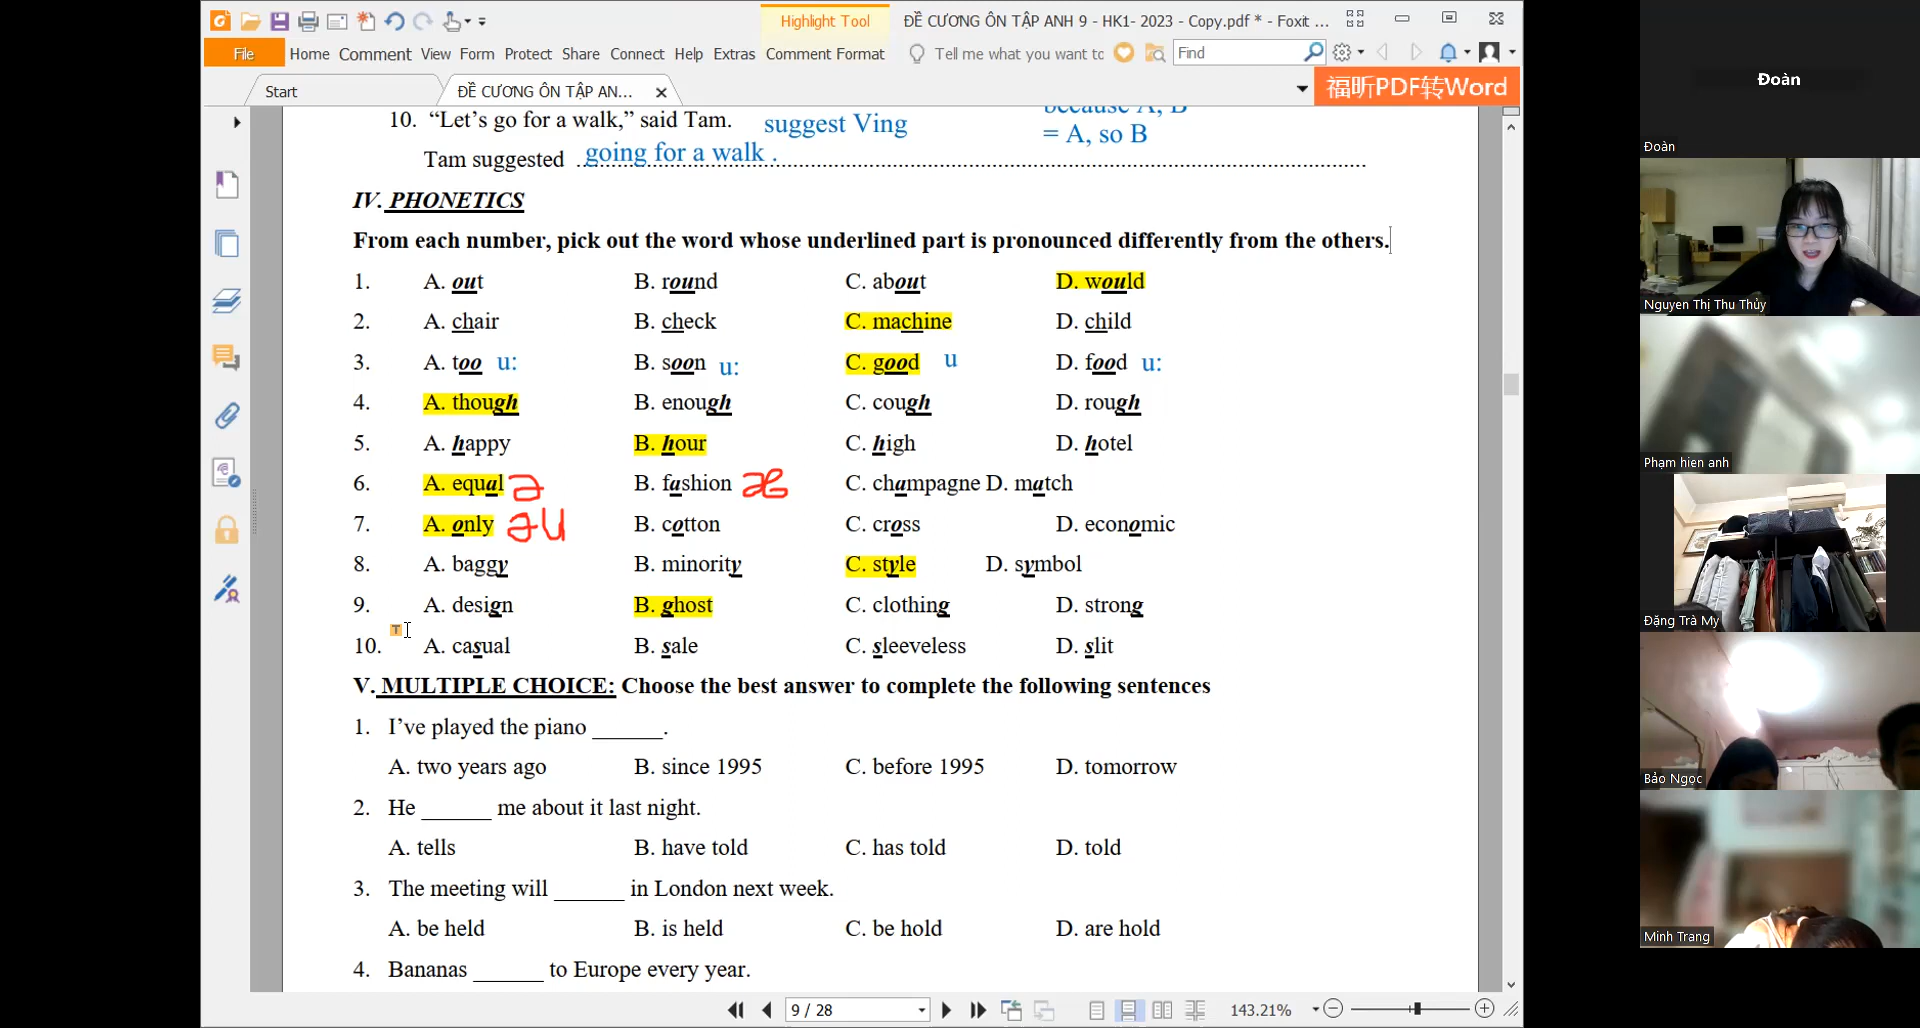 Highlight Tool
ĐỀ CƯƠNG ÔN TẬP ANH 9 - HK1- 2023 - Copy.pdf * - Foxit ...
File Home Comment View Form Protect Share Connect Help Extras Comment Format Tell me what you want to Find
Start ĐỀ CƯƠNG ÔN TẬP AN... 福昕PDF转Word
10. “Let’s go for a walk,” said Tam. suggest Ving because A, B
= A, so B
Tam suggested going for a walk .
IV. PHONETICS
From each number, pick out the word whose underlined part is pronounced differently from the others.
1. A. out B. round C. about D. would
2. A. chair B. check C. machine D. child
3. A. too u: B. soon u: C. good u D. food u:
4. A. though B. enough C. cough D. rough
5. A. happy B. hour C. high D. hotel
6. A. equal ə B. fashion æ C. champagne D. match
7. A. only əu B. cotton C. cross D. economic
8. A. baggy B. minority C. style D. symbol
9. A. design B. ghost C. clothing D. strong
10. A. casual B. sale C. sleeveless D. slit
V. MULTIPLE CHOICE: Choose the best answer to complete the following sentences
1. I’ve played the piano ______.
A. two years ago B. since 1995 C. before 1995 D. tomorrow
2. He ______ me about it last night.
A. tells B. have told C. has told D. told
3. The meeting will ______ in London next week.
A. be held B. is held C. be hold D. are hold
4. Bananas ______ to Europe every year.
9 / 28 143.21%
Đoàn
Đoàn
Nguyen Thị Thu Thủy
Phạm hien anh
Đặng Trà My
Bảo Ngọc
Minh Trang